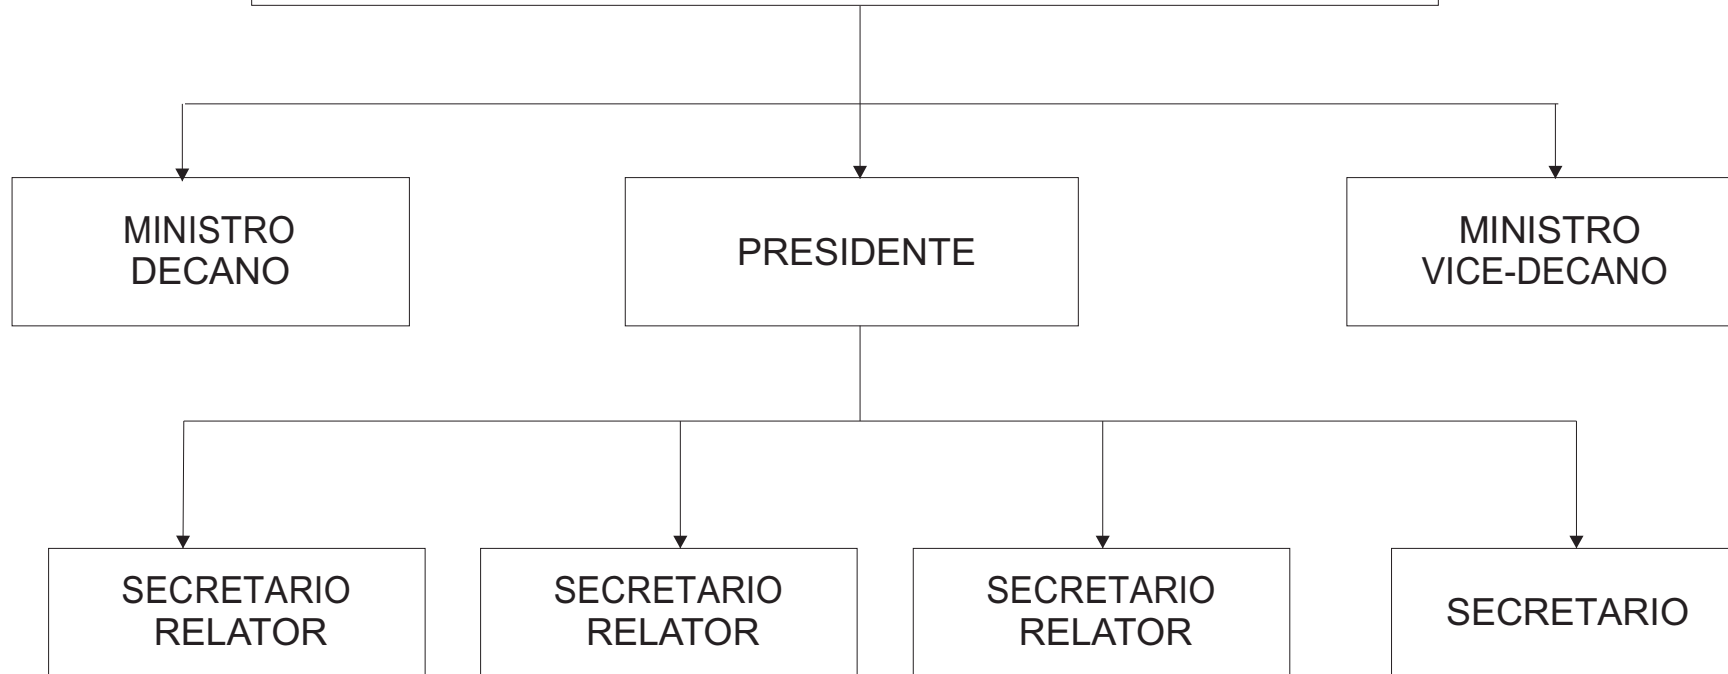 MINISTRO
DECANO
PRESIDENTE
MINISTRO
VICE-DECANO
SECRETARIO
RELATOR
SECRETARIO
RELATOR
SECRETARIO
RELATOR
SECRETARIO